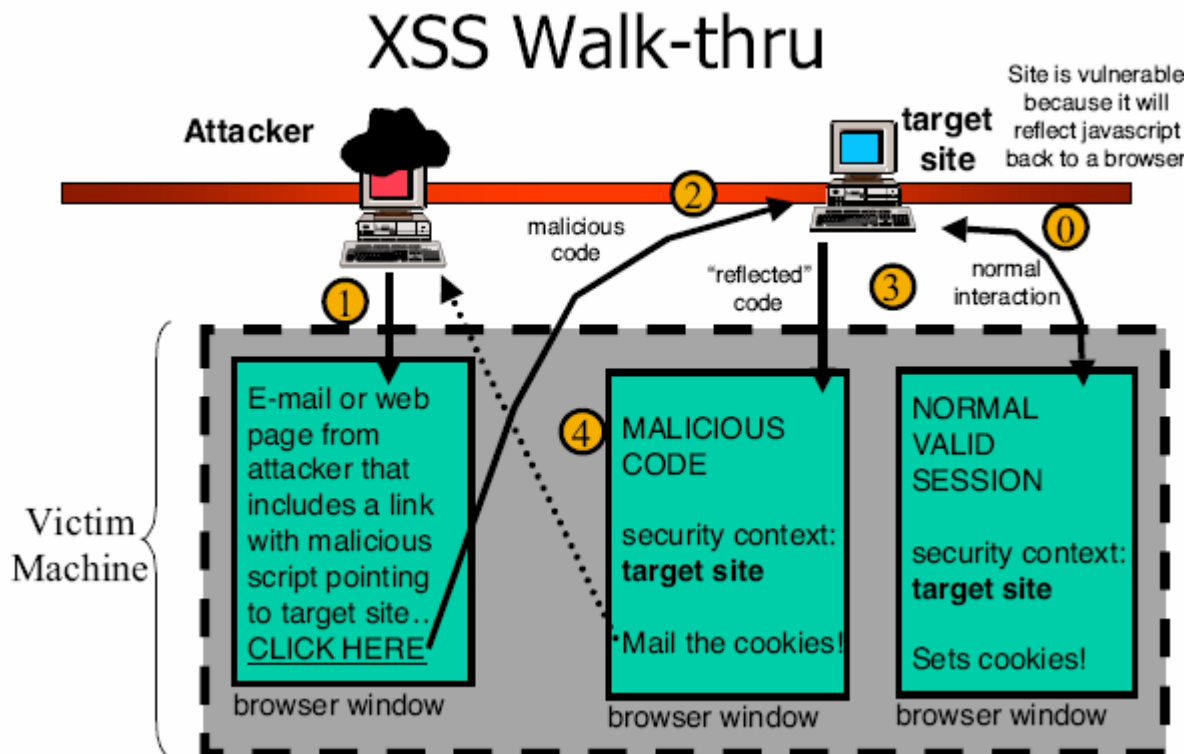 XSS Walk-thru
Attacker
target
site
Site is vulnerable
because it will
reflect javascript
back to a browser
2
0
malicious
code
"reflected"
code
3
normal
interaction
1
Victim
Machine
E-mail or web
page from
attacker that
includes a link
with malicious
script pointing
to target site..
CLICK HERE
browser window
4
MALICIOUS
CODE
security context:
target site
Mail the cookies!
browser window
NORMAL
VALID
SESSION
security context:
target site
Sets cookies!
browser window